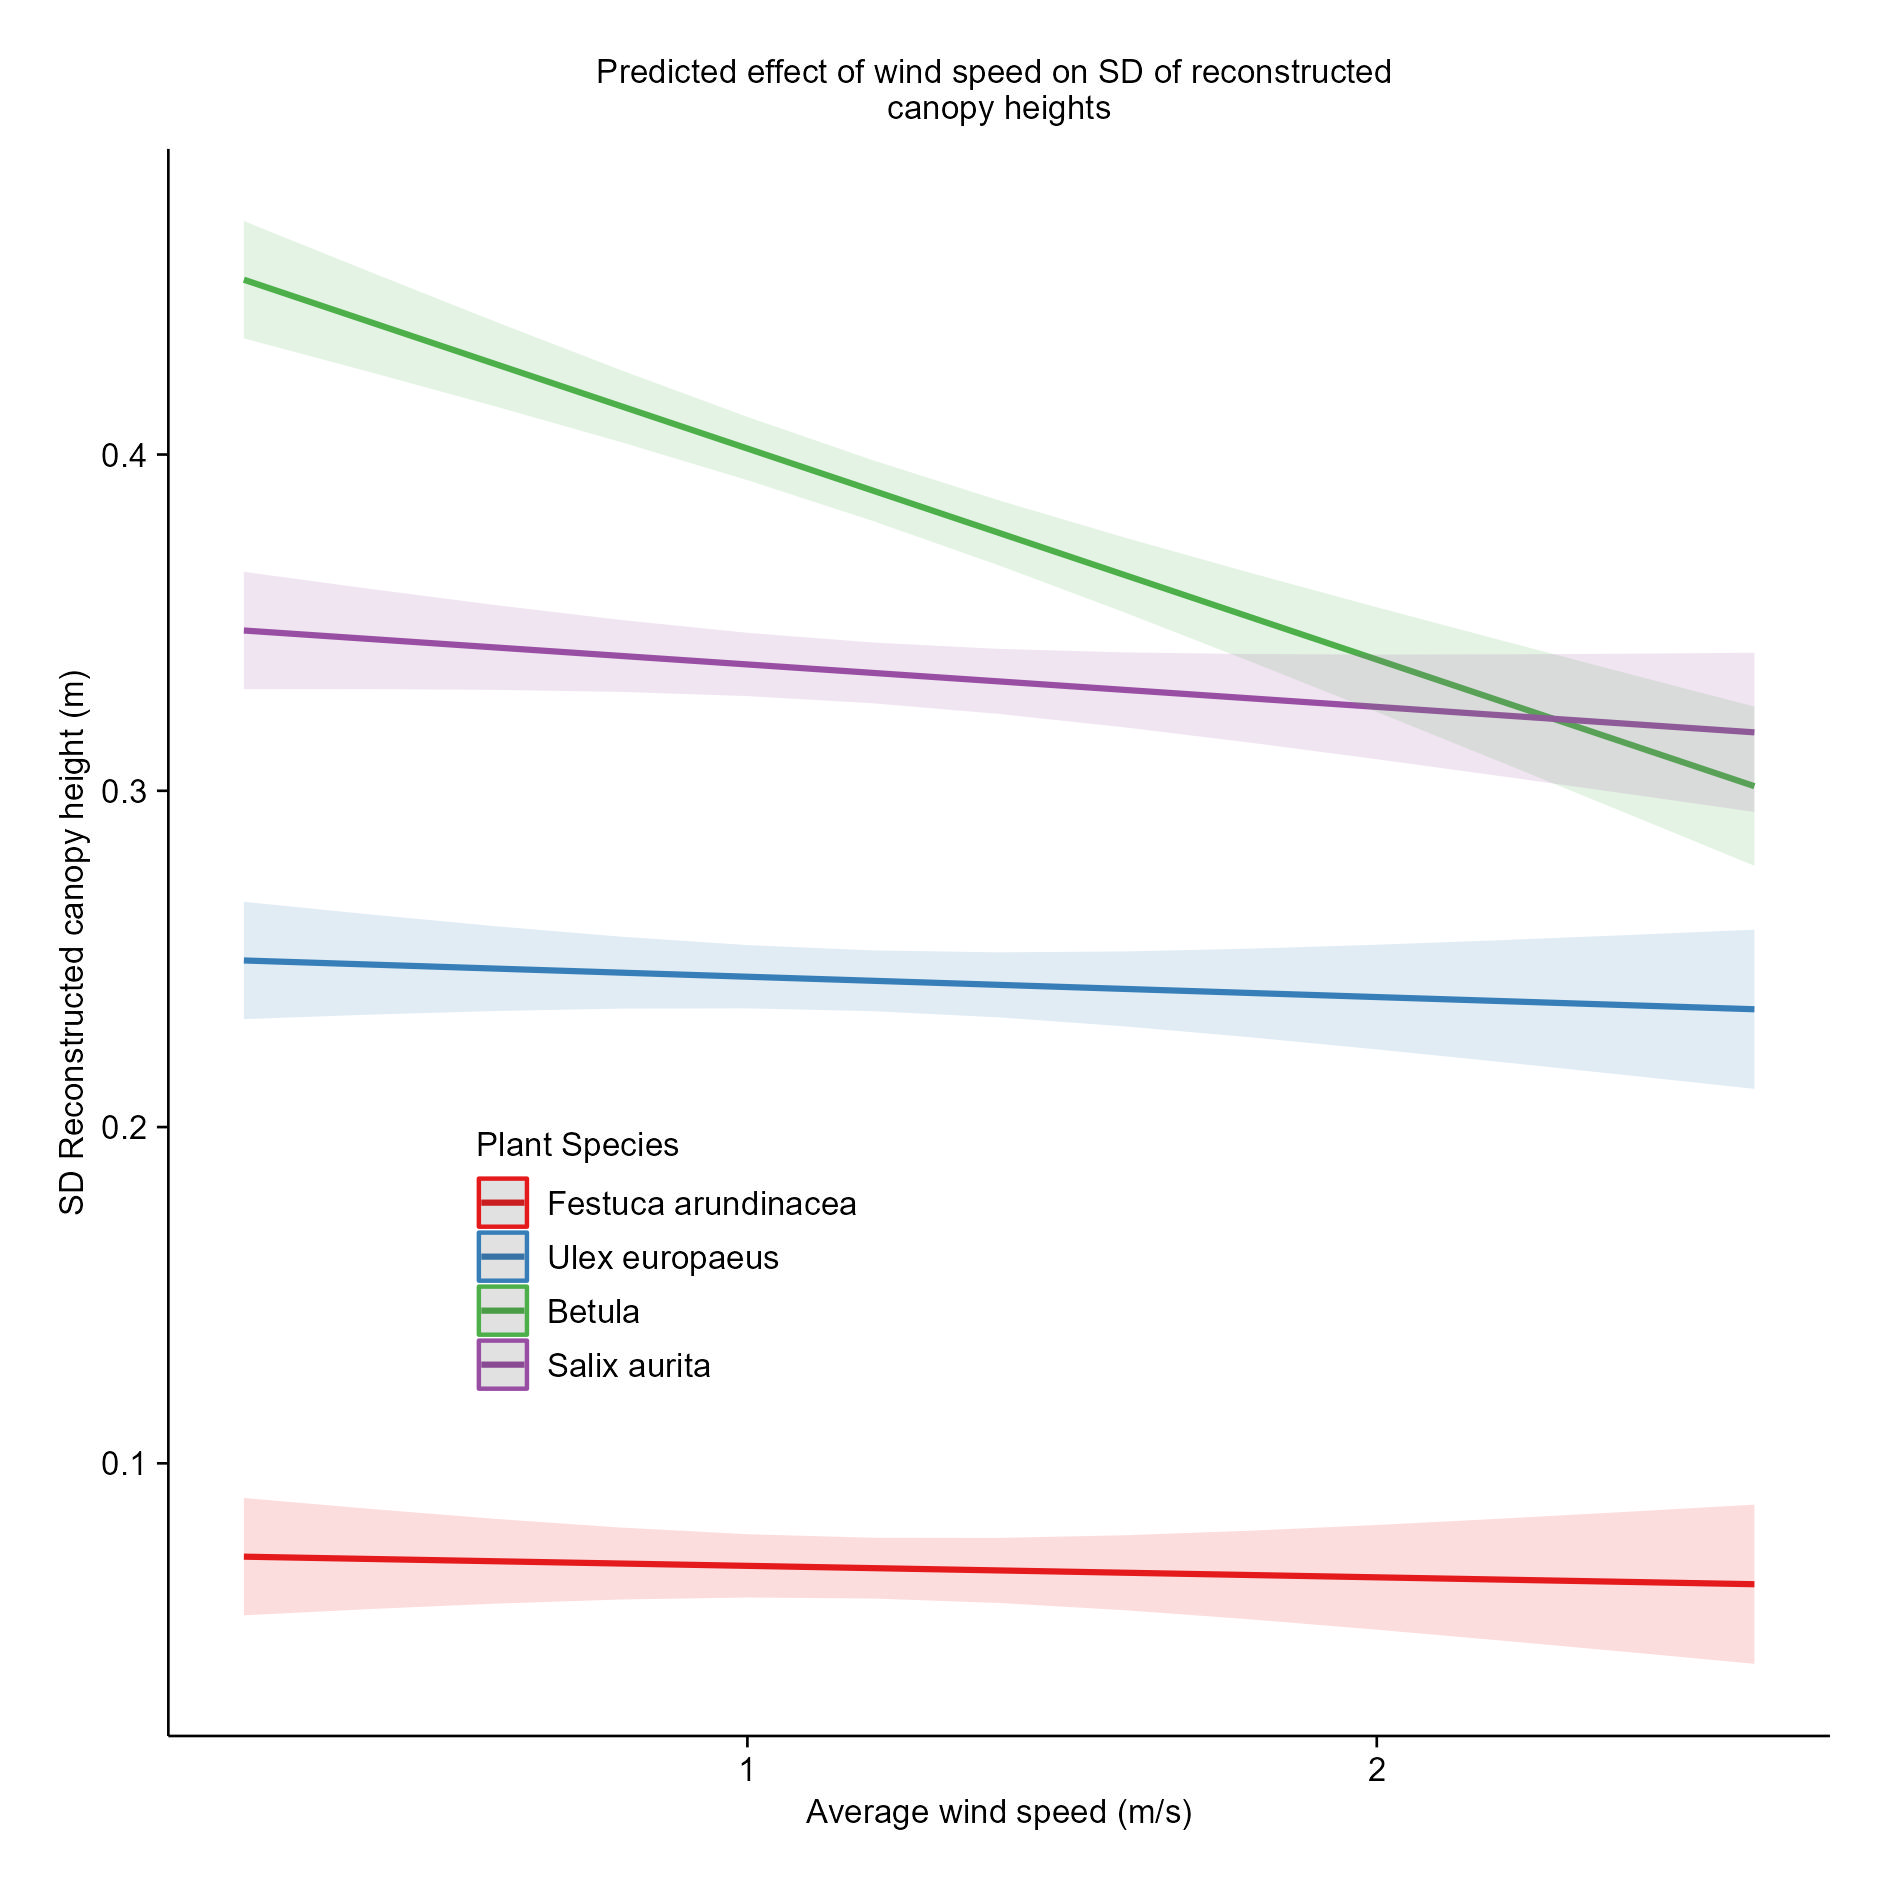 Predicted effect of wind speed on SD of reconstructed
canopy heights
SD Reconstructed canopy height (m)
0.4
0.3
0.2
0.1
Plant Species
Festuca arundinacea
Ulex europaeus
Betula
Salix aurita
1
2
Average wind speed (m/s)